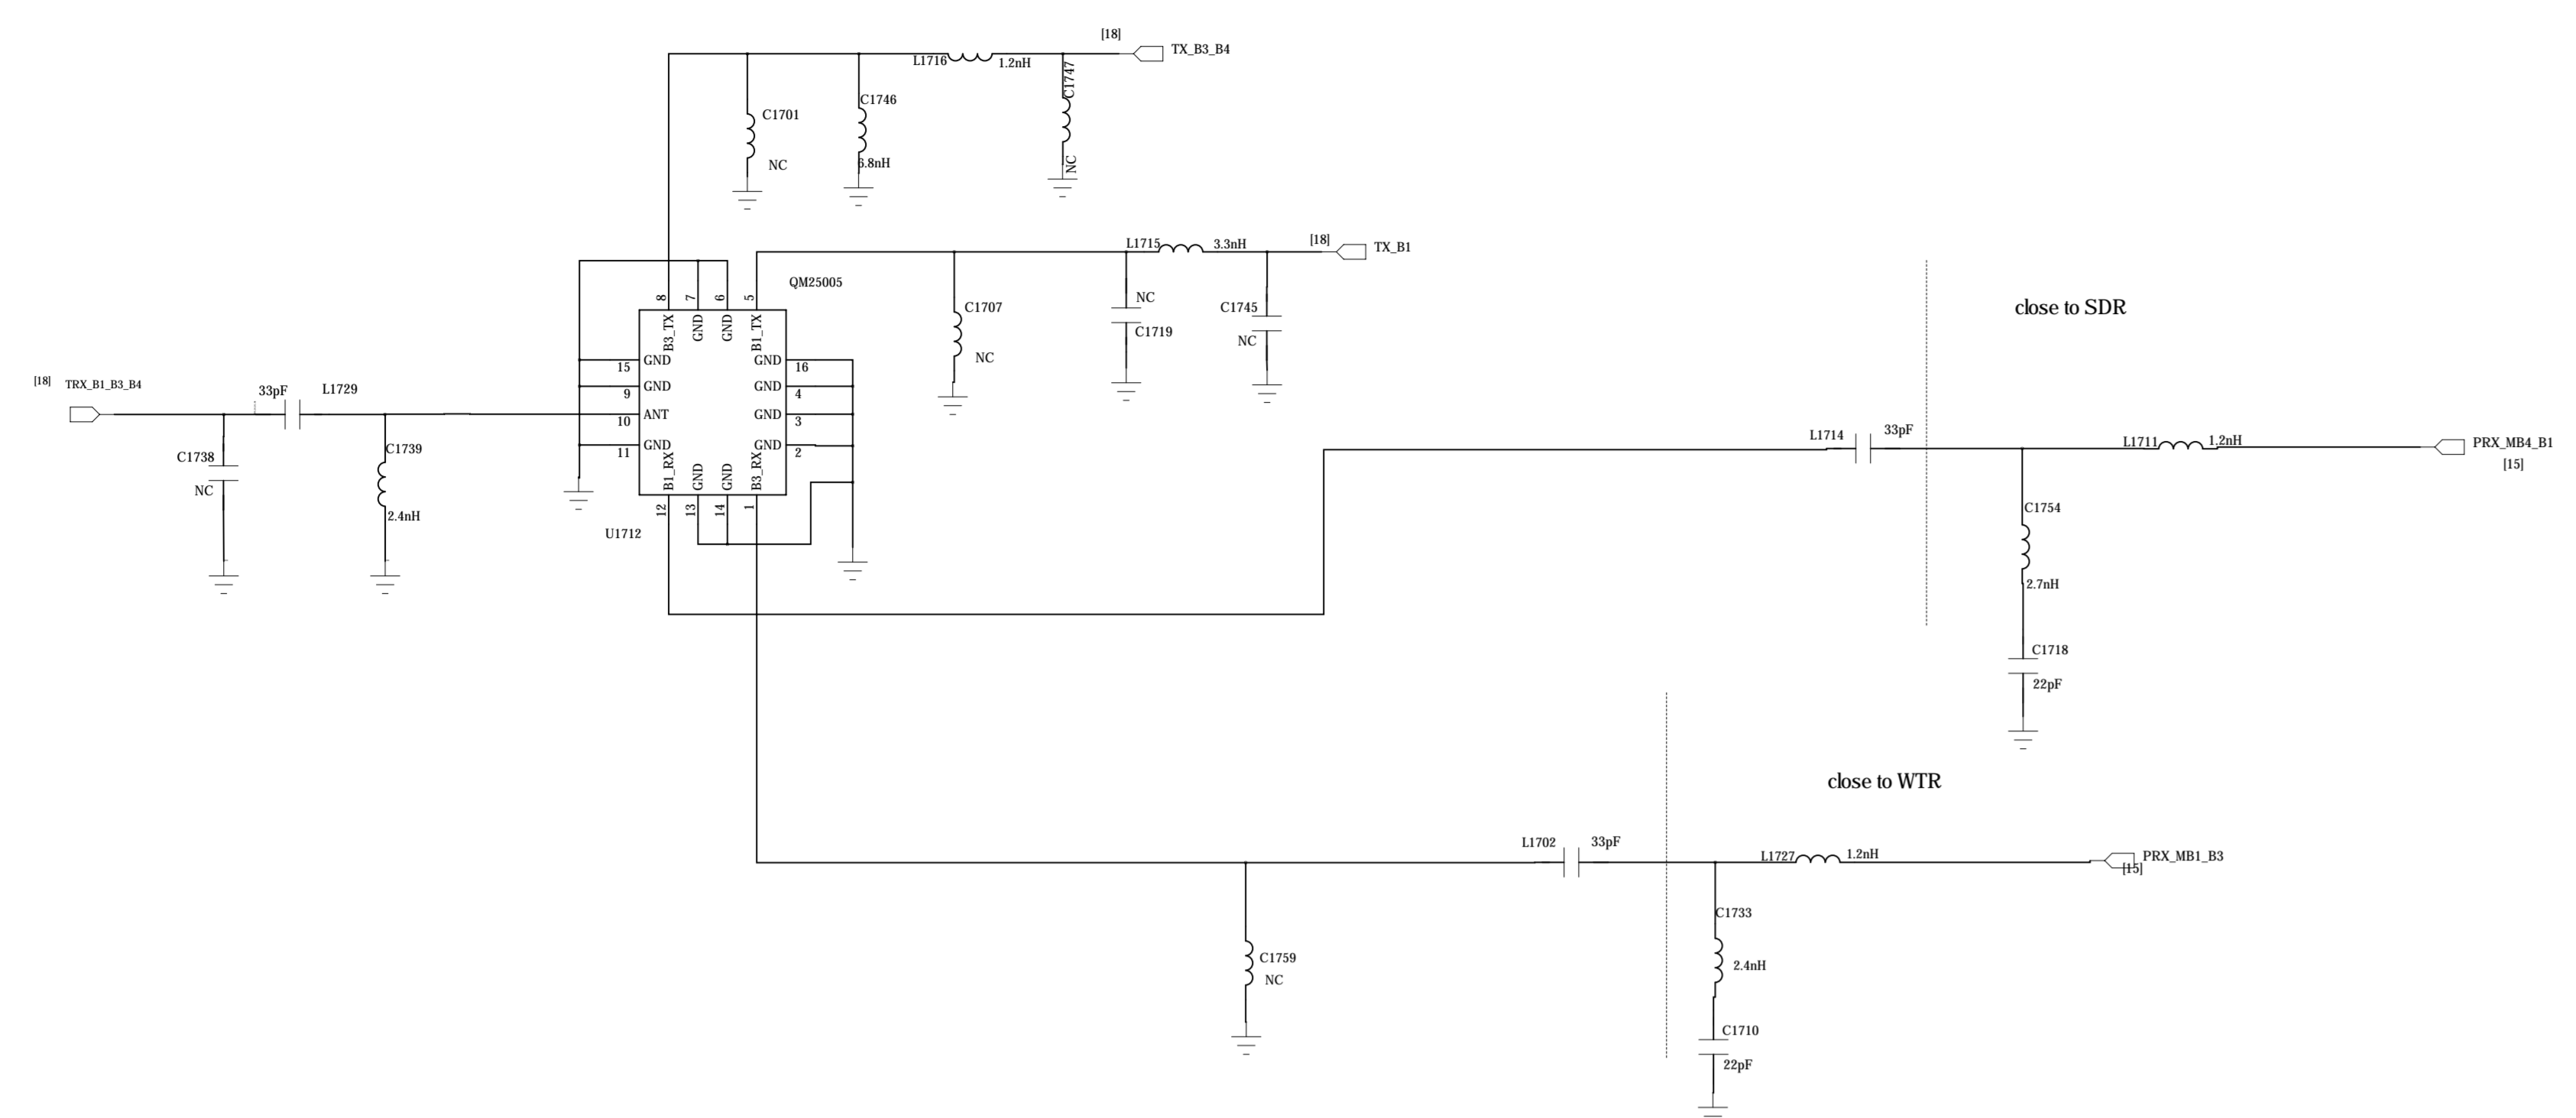 [18]
TX_B3_B4
L1716
1.2nH
C1747
C1746
C1701
6.8nH
NC
NC
[18]
TX_B1
L1715
3.3nH
QM25005
8
7
6
5
NC
C1707
C1745
C1719
NC
NC
B3_TX
GND
GND
B1_TX
close to SDR
15
GND
GND
16
9
GND
GND
4
10
ANT
GND
3
11
GND
GND
2
B1_RX
GND
GND
B3_RX
12
13
14
1
U1712
[18]
TRX_B1_B3_B4
33pF
L1729
C1738
NC
C1739
2.4nH
L1714
33pF
L1711
1.2nH
PRX_MB4_B1
[15]
C1754
2.7nH
C1718
22pF
close to WTR
L1702
33pF
L1727
1.2nH
PRX_MB1_B3
[15]
C1733
2.4nH
C1759
NC
C1710
22pF